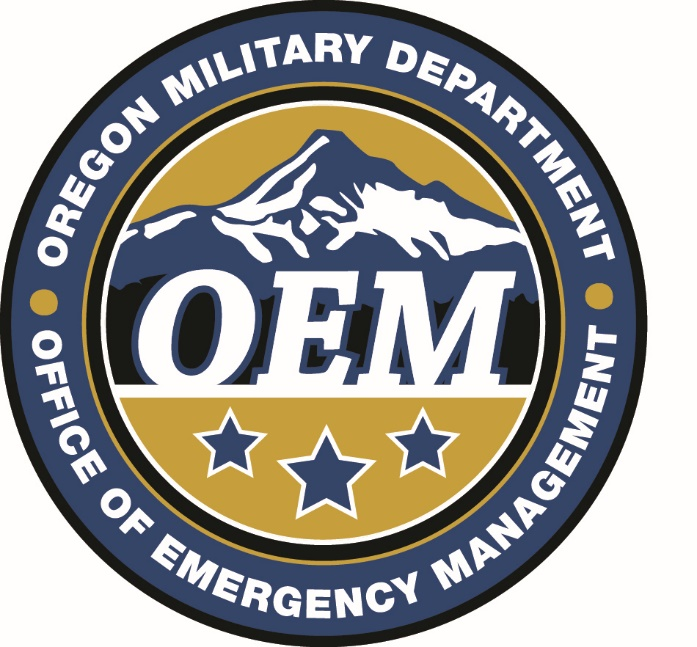 OREGON MILITARY DEPARTMENT
OEM
OFFICE OF EMERGENCY MANAGEMENT